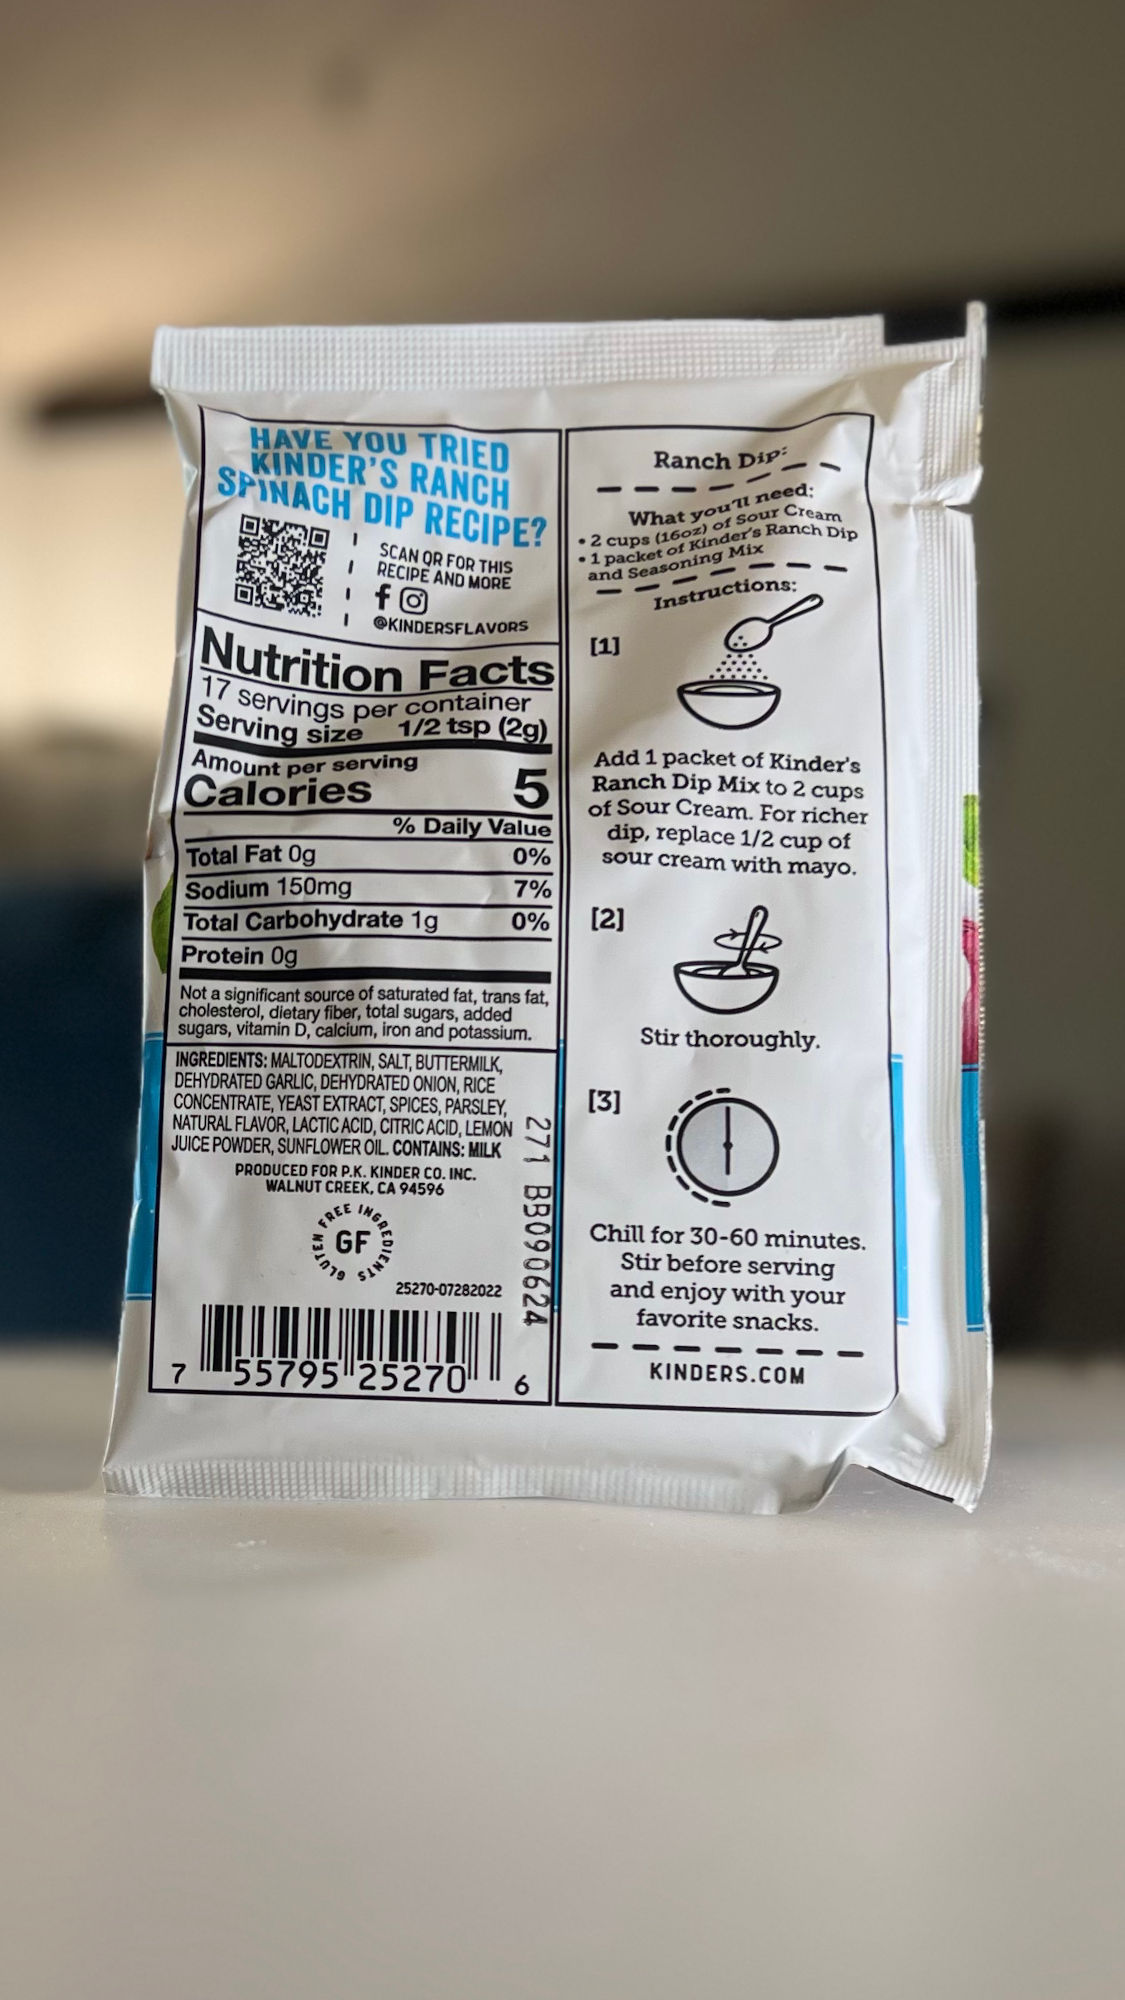 HAVE YOU TRIED
KINDER'S RANCH
SPINACH DIP RECIPE?
SCAN QR FOR THIS
RECIPE AND MORE
@KINDERSFLAVORS
Nutrition Facts
17 servings per container
Serving size 1/2 tsp (2g)
Amount per serving
Calories 5
% Daily Value
Total Fat 0g 0%
Sodium 150mg 7%
Total Carbohydrate 1g 0%
Protein 0g
Not a significant source of saturated fat, trans fat,
cholesterol, dietary fiber, total sugars, added
sugars, vitamin D, calcium, iron and potassium.
INGREDIENTS: MALTODEXTRIN, SALT, BUTTERMILK,
DEHYDRATED GARLIC, DEHYDRATED ONION, RICE
CONCENTRATE, YEAST EXTRACT, SPICES, PARSLEY,
NATURAL FLAVOR, LACTIC ACID, CITRIC ACID, LEMON
JUICE POWDER, SUNFLOWER OIL. CONTAINS: MILK
PRODUCED FOR P.K. KINDER CO. INC.
WALNUT CREEK, CA 94596
GLUTEN FREE INGREDIENTS
GF
25270-07282022
271 BB090624
7 55795 25270 6
Ranch Dip:
What you'll need:
• 2 cups (16oz) of Sour Cream
• 1 packet of Kinder's Ranch Dip
and Seasoning Mix
Instructions:
[1]
Add 1 packet of Kinder's
Ranch Dip Mix to 2 cups
of Sour Cream. For richer
dip, replace 1/2 cup of
sour cream with mayo.
[2]
Stir thoroughly.
[3]
Chill for 30-60 minutes.
Stir before serving
and enjoy with your
favorite snacks.
KINDERS.COM